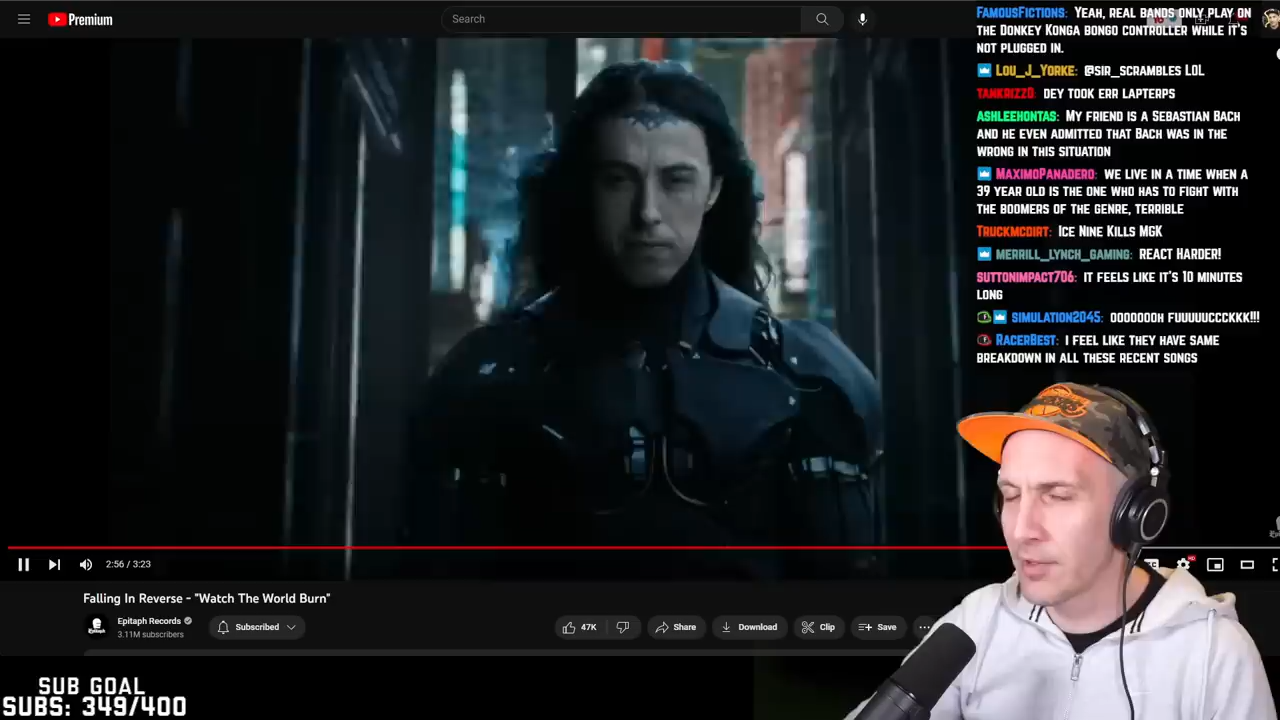 Premium
Search
FAMOUSFICTIONS: YEAH, REAL BANDS ONLY PLAY ON
THE DONKEY KONGA BONGO CONTROLLER WHILE IT'S
NOT PLUGGED IN.
LOU_J_YORKE: @SIR_SCRAMBLES LOL
TANKRIZZO: DEY TOOK ERR LAPTERPS
ASHLEEHONTAS: MY FRIEND IS A SEBASTIAN BACH
AND HE EVEN ADMITTED THAT BACH WAS IN THE
WRONG IN THIS SITUATION
MAXIMOPANADERO: WE LIVE IN A TIME WHEN A
39 YEAR OLD IS THE ONE WHO HAS TO FIGHT WITH
THE BOOMERS OF THE GENRE, TERRIBLE
TRUCKMCDIRT: ICE NINE KILLS MGK
MERRILL_LYNCH_GAMING: REACT HARDER!
SUTTONIMPACT706: IT FEELS LIKE IT'S 10 MINUTES
LONG
SIMULATION2045: OOOOOOOH FUUUUUCCCKKK!!!
RACERBEST: I FEEL LIKE THEY HAVE SAME
BREAKDOWN IN ALL THESE RECENT SONGS
2:56 / 3:23
Falling In Reverse - "Watch The World Burn"
Epitaph Records
3.11M subscribers
Subscribed
47K
Share
Download
Clip
Save
SUB GOAL
SUBS: 349/400